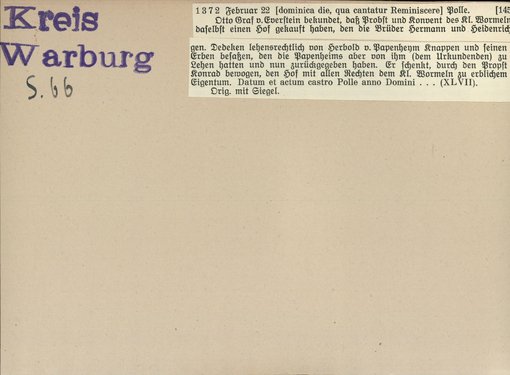 Kreis
Warburg
S. 66
1372 Februar 22 [dominica die, qua cantatur Reminiscere] Polle. [145
Otto Graf v. Everstein bekundet, daß Probst und Konvent des Kl. Wormeln
daselbst einen Hof gekauft haben, den die Brüder Hermann und Heidenrich
gen. Dedeken lehensrechtlich von Herbold v. Papenheym Knappen und seinen
Erben besaßen, den die Papenheims aber von ihm (dem Urkundenden) zu
Lehen hatten und nun zurückgegeben haben. Er schenkt, durch den Propst
Konrad bewogen, den Hof mit allen Rechten dem Kl. Wormeln zu erblichem
Eigentum. Datum et actum castro Polle anno Domini . . . (XLVII).
Orig. mit Siegel.